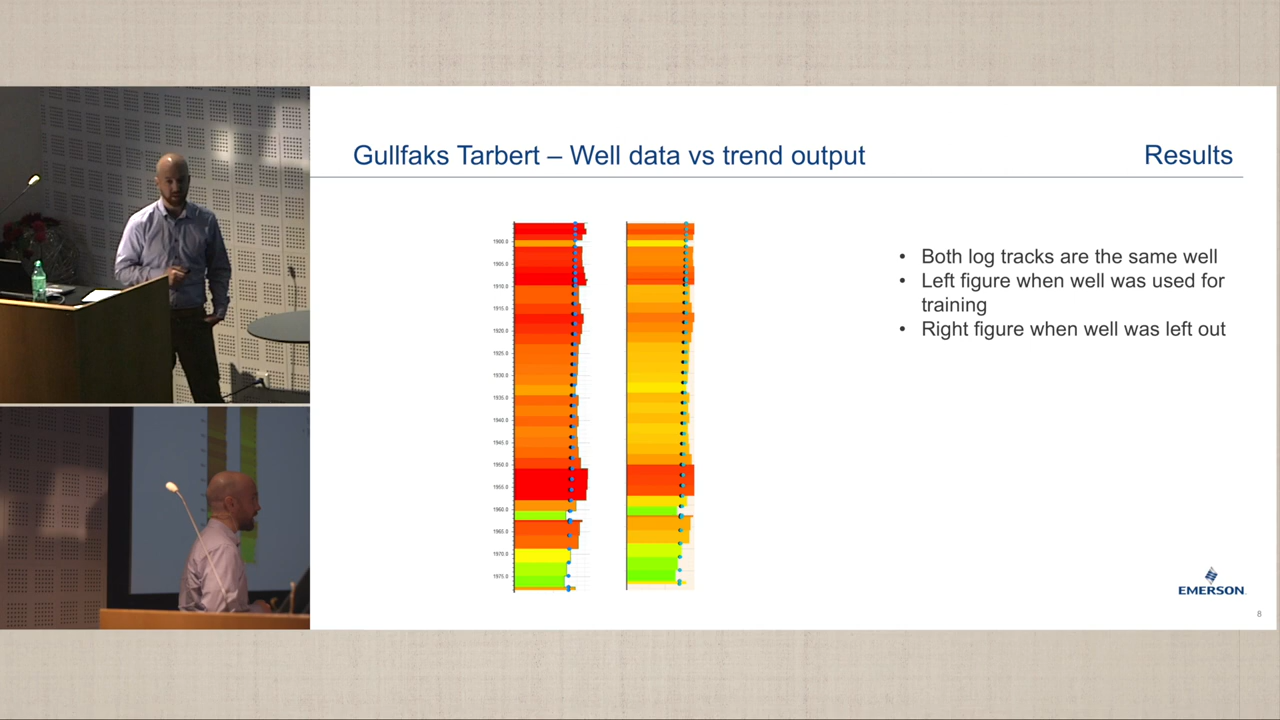 Gullfaks Tarbert – Well data vs trend output
Results
1900.0
1905.0
1910.0
1915.0
1920.0
1925.0
1930.0
1935.0
1940.0
1945.0
1950.0
1955.0
1960.0
1965.0
1970.0
1975.0
• Both log tracks are the same well
• Left figure when well was used for
training
• Right figure when well was left out
EMERSON
8